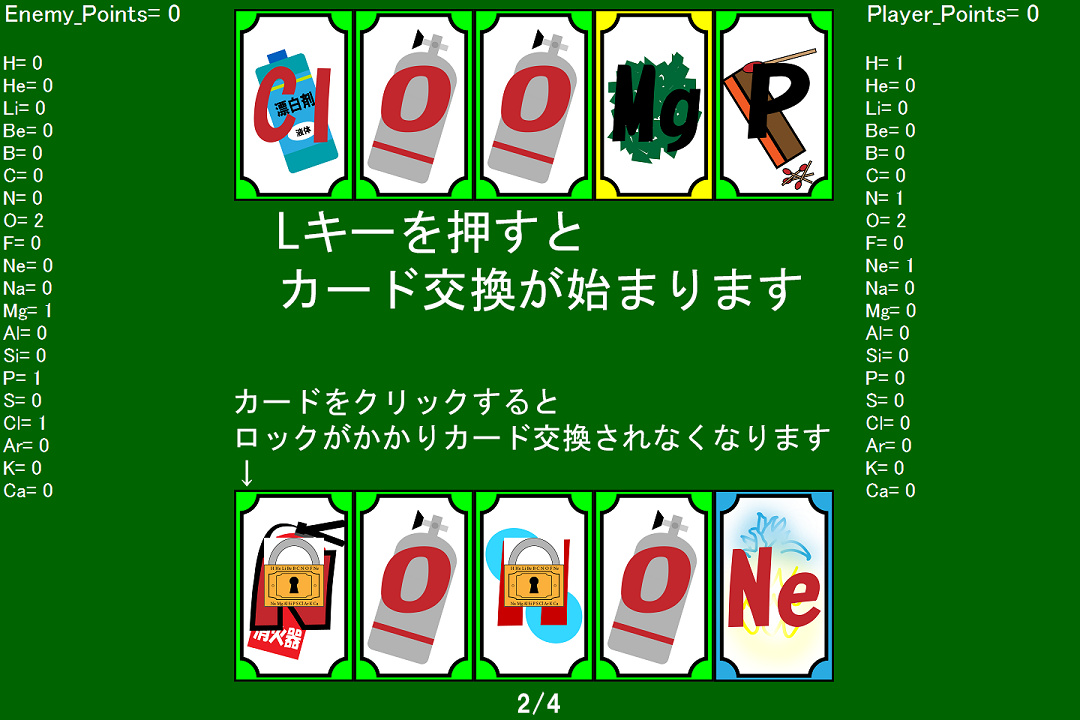 Enemy_Points= 0
H= 0
He= 0
Li= 0
Be= 0
B= 0
C= 0
N= 0
O= 2
F= 0
Ne= 0
Na= 0
Mg= 1
Al= 0
Si= 0
P= 1
S= 0
Cl= 1
Ar= 0
K= 0
Ca= 0
Cl
漂白剤
液体
O
O
Mg
P
Player_Points= 0
H= 1
He= 0
Li= 0
Be= 0
B= 0
C= 0
N= 1
O= 2
F= 0
Ne= 1
Na= 0
Mg= 0
Al= 0
Si= 0
P= 0
S= 0
Cl= 0
Ar= 0
K= 0
Ca= 0
Lキーを押すと
カード交換が始まります
カードをクリックすると
ロックがかかりカード交換されなくなります
↓
消火器
O
O
Ne
2/4